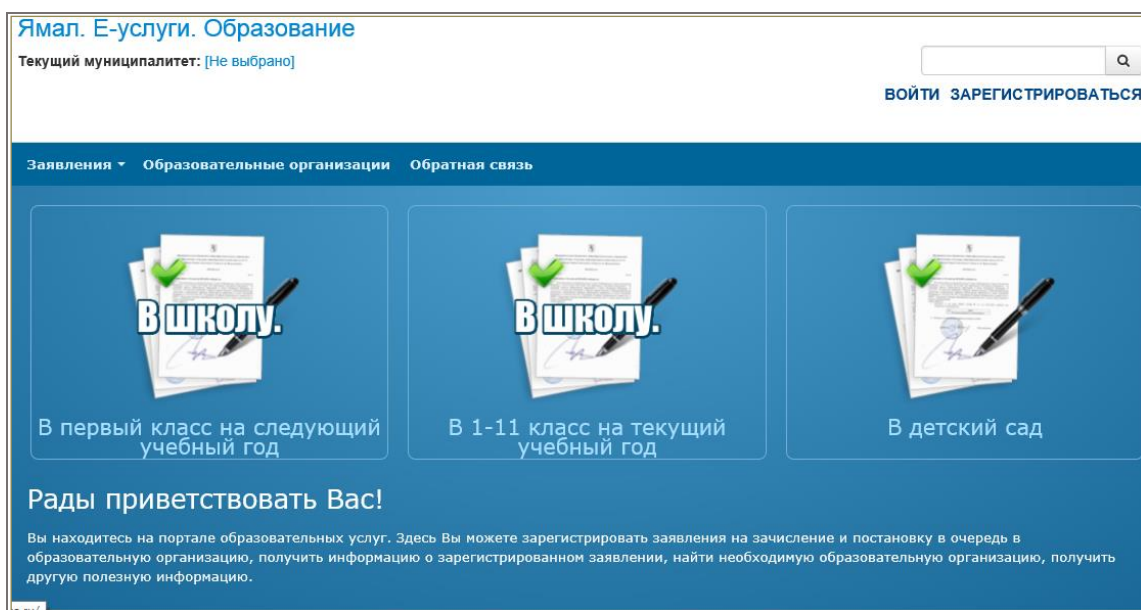 Ямал. Е-услуги. Образование
Текущий муниципалитет: [Не выбрано]
ВОЙТИ ЗАРЕГИСТРИРОВАТЬСЯ
Заявления Образовательные организации Обратная связь
В школу.
В школу.
В первый класс на следующий
учебный год
В 1-11 класс на текущий
учебный год
В детский сад
Рады приветствовать Вас!
Вы находитесь на портале образовательных услуг. Здесь Вы можете зарегистрировать заявления на зачисление и постановку в очередь в
образовательную организацию, получить информацию о зарегистрированном заявлении, найти необходимую образовательную организацию, получить
другую полезную информацию.